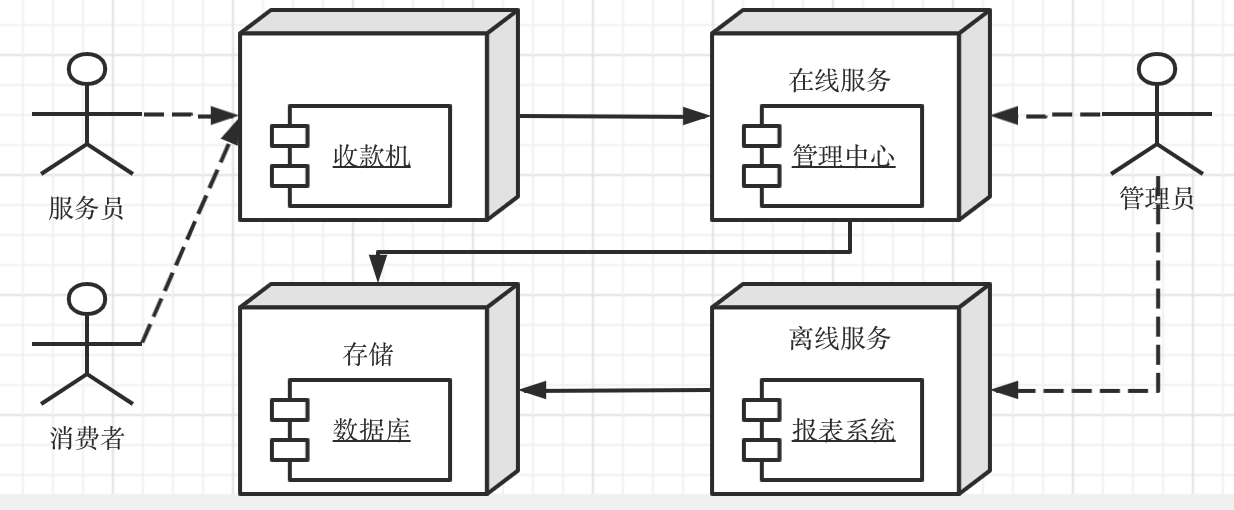 在线服务
收款机
管理中心
服务员
管理员
存储
离线服务
数据库
报表系统
消费者